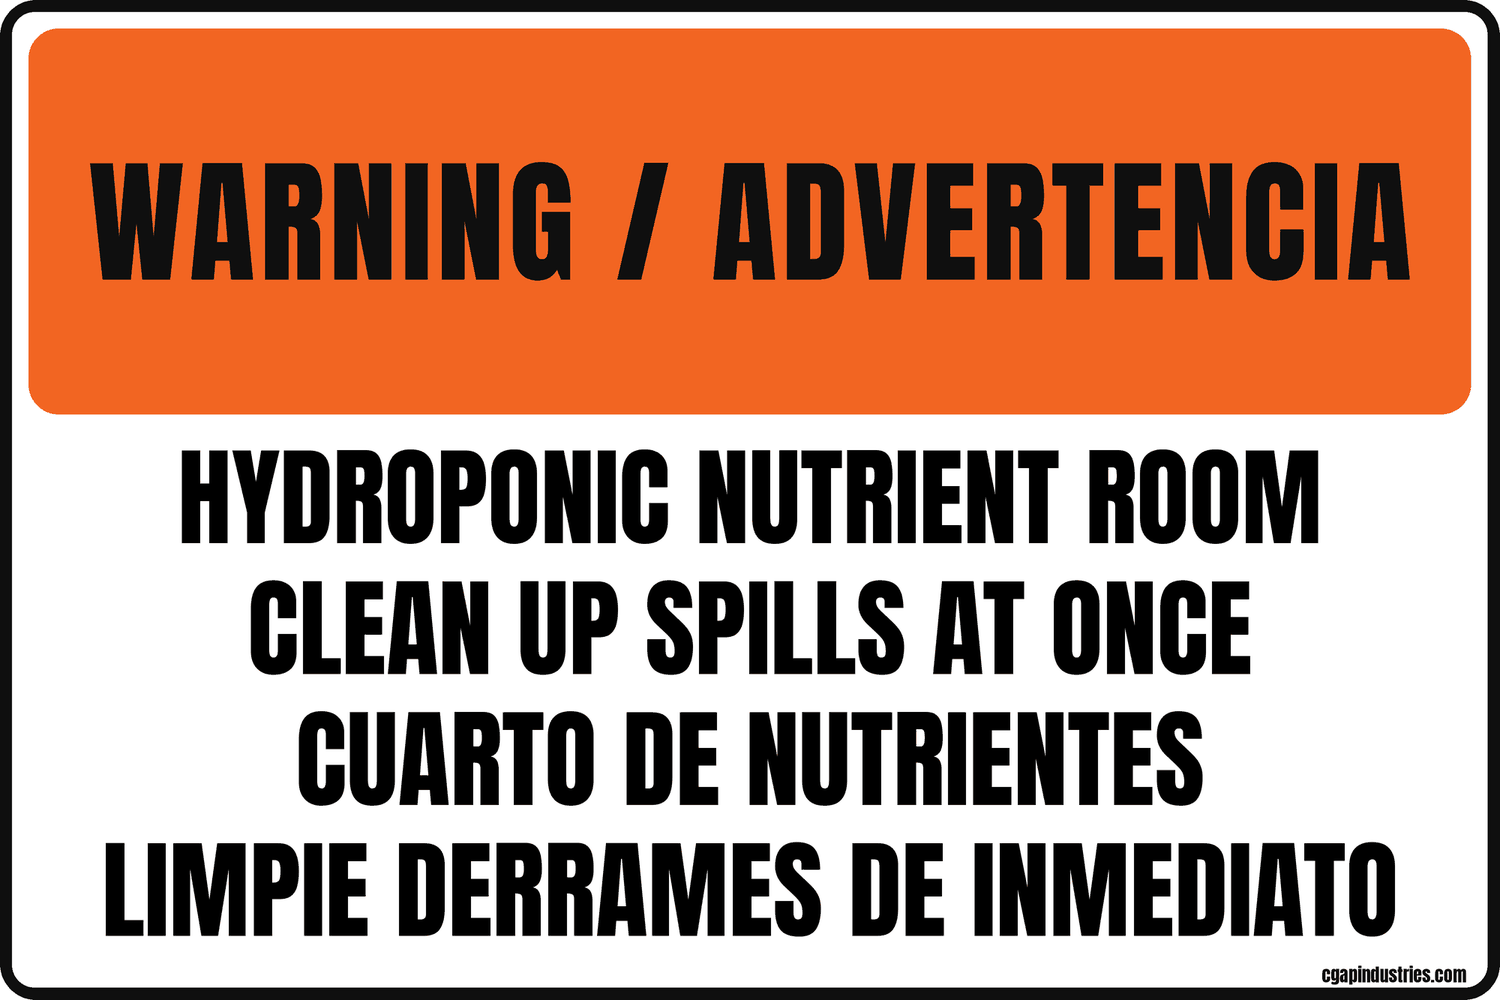 WARNING / ADVERTENCIA
HYDROPONIC NUTRIENT ROOM
CLEAN UP SPILLS AT ONCE
CUARTO DE NUTRIENTES
LIMPIE DERRAMES DE INMEDIATO
cgapindustries.com